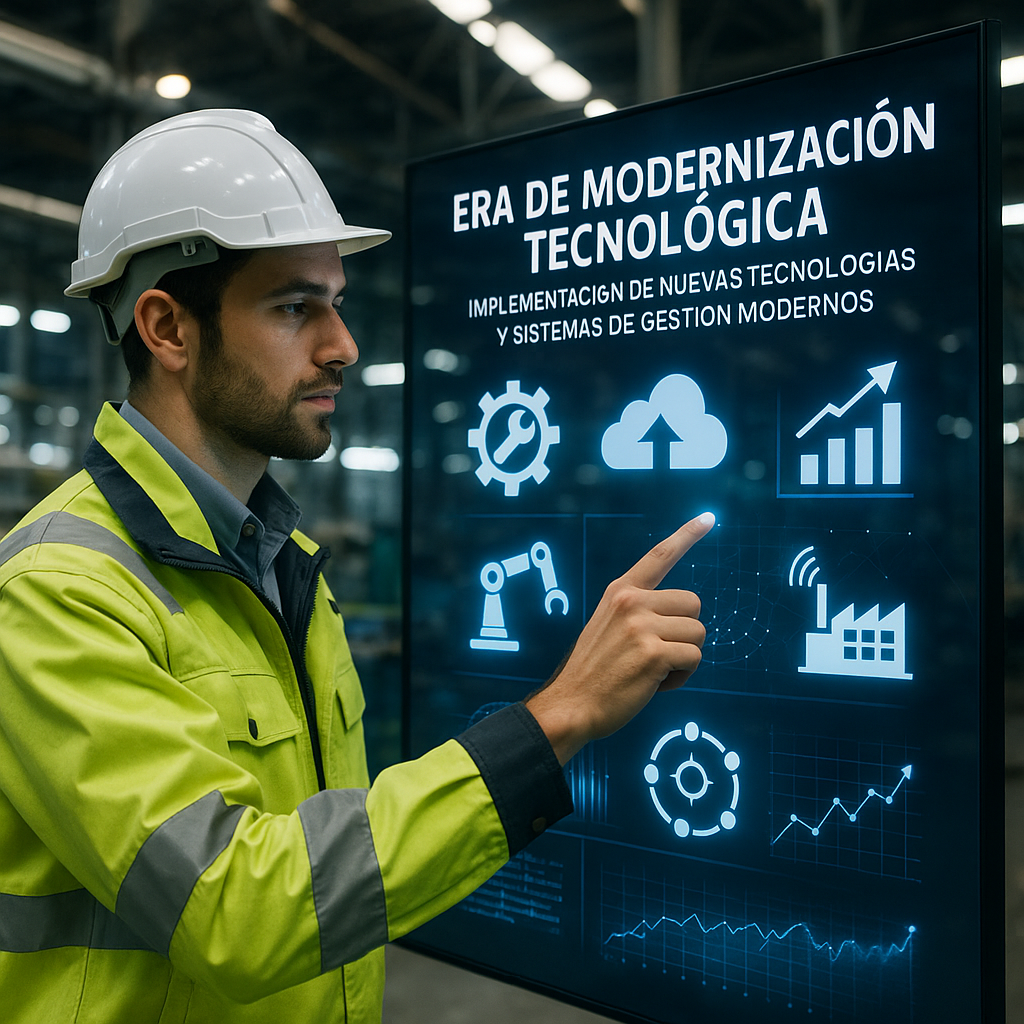 ERA DE MODERNIZACIÓN
TECNOLÓGICA
IMPLEMENTACIGN DE NUEVAS TECNOLOGIAS
Y SISTEMAS DE GESTION MODERNOS